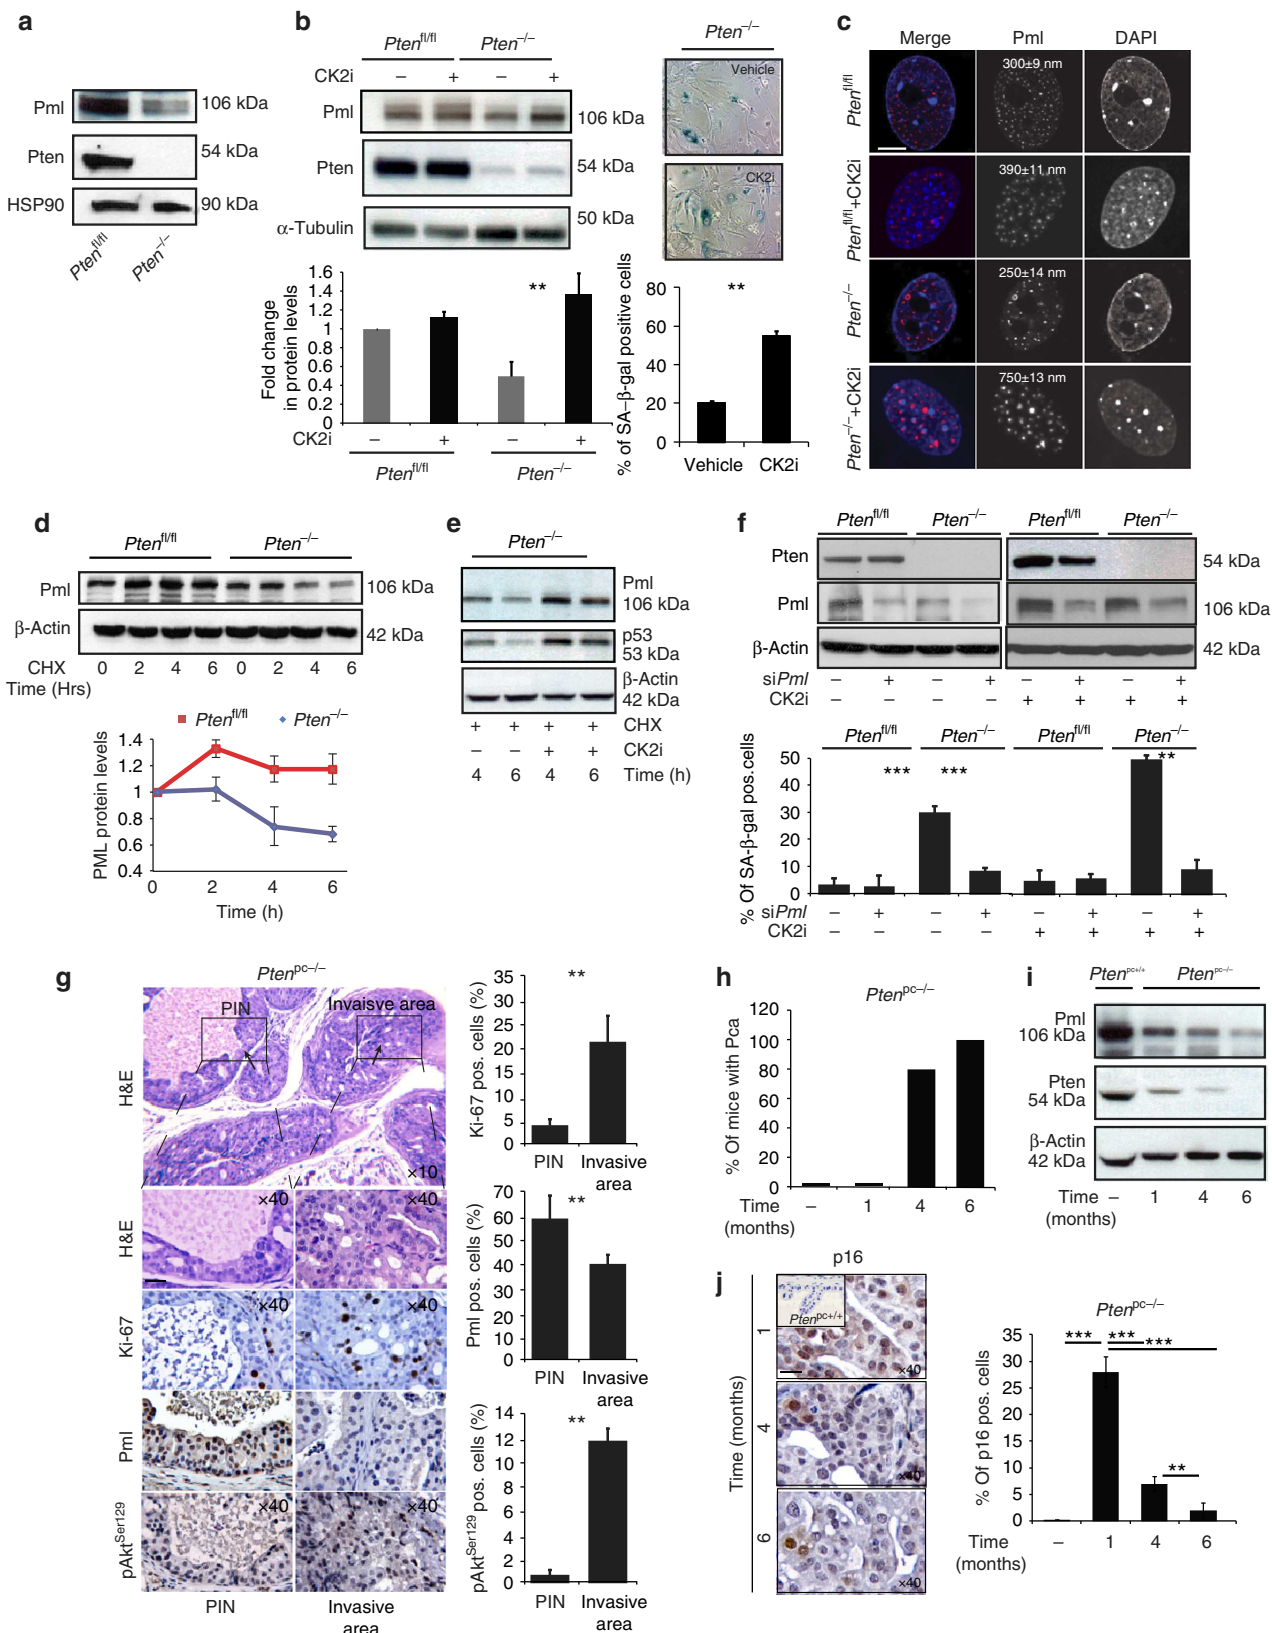 a
Pml
106 kDa
Pten
54 kDa
HSP90
90 kDa
Pten fl/fl
Pten –/–
b
Pten fl/fl
Pten –/–
CK2i
– + – +
Pml
106 kDa
Pten
54 kDa
α-Tubulin
50 kDa
Pten –/–
Vehicle
CK2i
Fold change
in protein levels
1.6
1.4
1.2
1
0.8
0.6
0.4
0.2
0
**
CK2i
– + – +
Pten fl/fl
Pten –/–
% of SA–β-gal positive cells
80
60
40
20
0
**
Vehicle CK2i
c
Merge Pml DAPI
Pten fl/fl
300±9 nm
Pten fl/fl+CK2i
390±11 nm
Pten –/–
250±14 nm
Pten –/–+CK2i
750±13 nm
d
Pten fl/fl
Pten –/–
Pml
106 kDa
β-Actin
42 kDa
CHX
Time (Hrs)
0 2 4 6 0 2 4 6
Pten fl/fl
Pten –/–
PML protein levels
1.4
1.2
1
0.8
0.6
0.4
0 2 4 6
Time (h)
e
Pten –/–
Pml
106 kDa
p53
53 kDa
β-Actin
42 kDa
+ + + + CHX
– – + + CK2i
4 6 4 6 Time (h)
f
Pten fl/fl Pten –/– Pten fl/fl Pten –/–
Pten
54 kDa
Pml
106 kDa
β-Actin
42 kDa
siPml
– + – + – + – +
CK2i
– – – – + + + +
Pten fl/fl Pten –/– Pten fl/fl Pten –/–
% Of SA-β-gal pos.cells
50
40
30
20
10
0
*** *** **
siPml – + – + – + – +
CK2i – – – – + + + +
g
Pten pc–/–
PIN
Invaisve area
H&E
×10
H&E
×40
×40
Ki-67
×40
×40
Pml
pAkt Ser129
×40
×40
PIN
Invasive
area
Ki-67 pos. cells (%)
35
30
25
20
15
10
5
0
**
PIN Invasive
area
Pml pos. cells (%)
70
60
50
40
30
20
10
0
**
PIN Invasive
area
pAkt Ser129 pos. cells (%)
14
12
10
8
6
4
2
0
**
PIN Invasive
area
h
Pten pc–/–
% Of mice with Pca
120
100
80
60
40
20
0
Time
(months)
– 1 4 6
i
Pten pc+/+
Pten pc–/–
Pml
106 kDa
Pten
54 kDa
β-Actin
42 kDa
Time
(months)
– 1 4 6
j
p16
Time (months)
1
Pten pc+/+
×40
4
×40
6
×40
Pten pc–/–
% Of p16 pos. cells
35
30
25
20
15
10
5
0
*** *** ***
**
Time
(months)
– 1 4 6